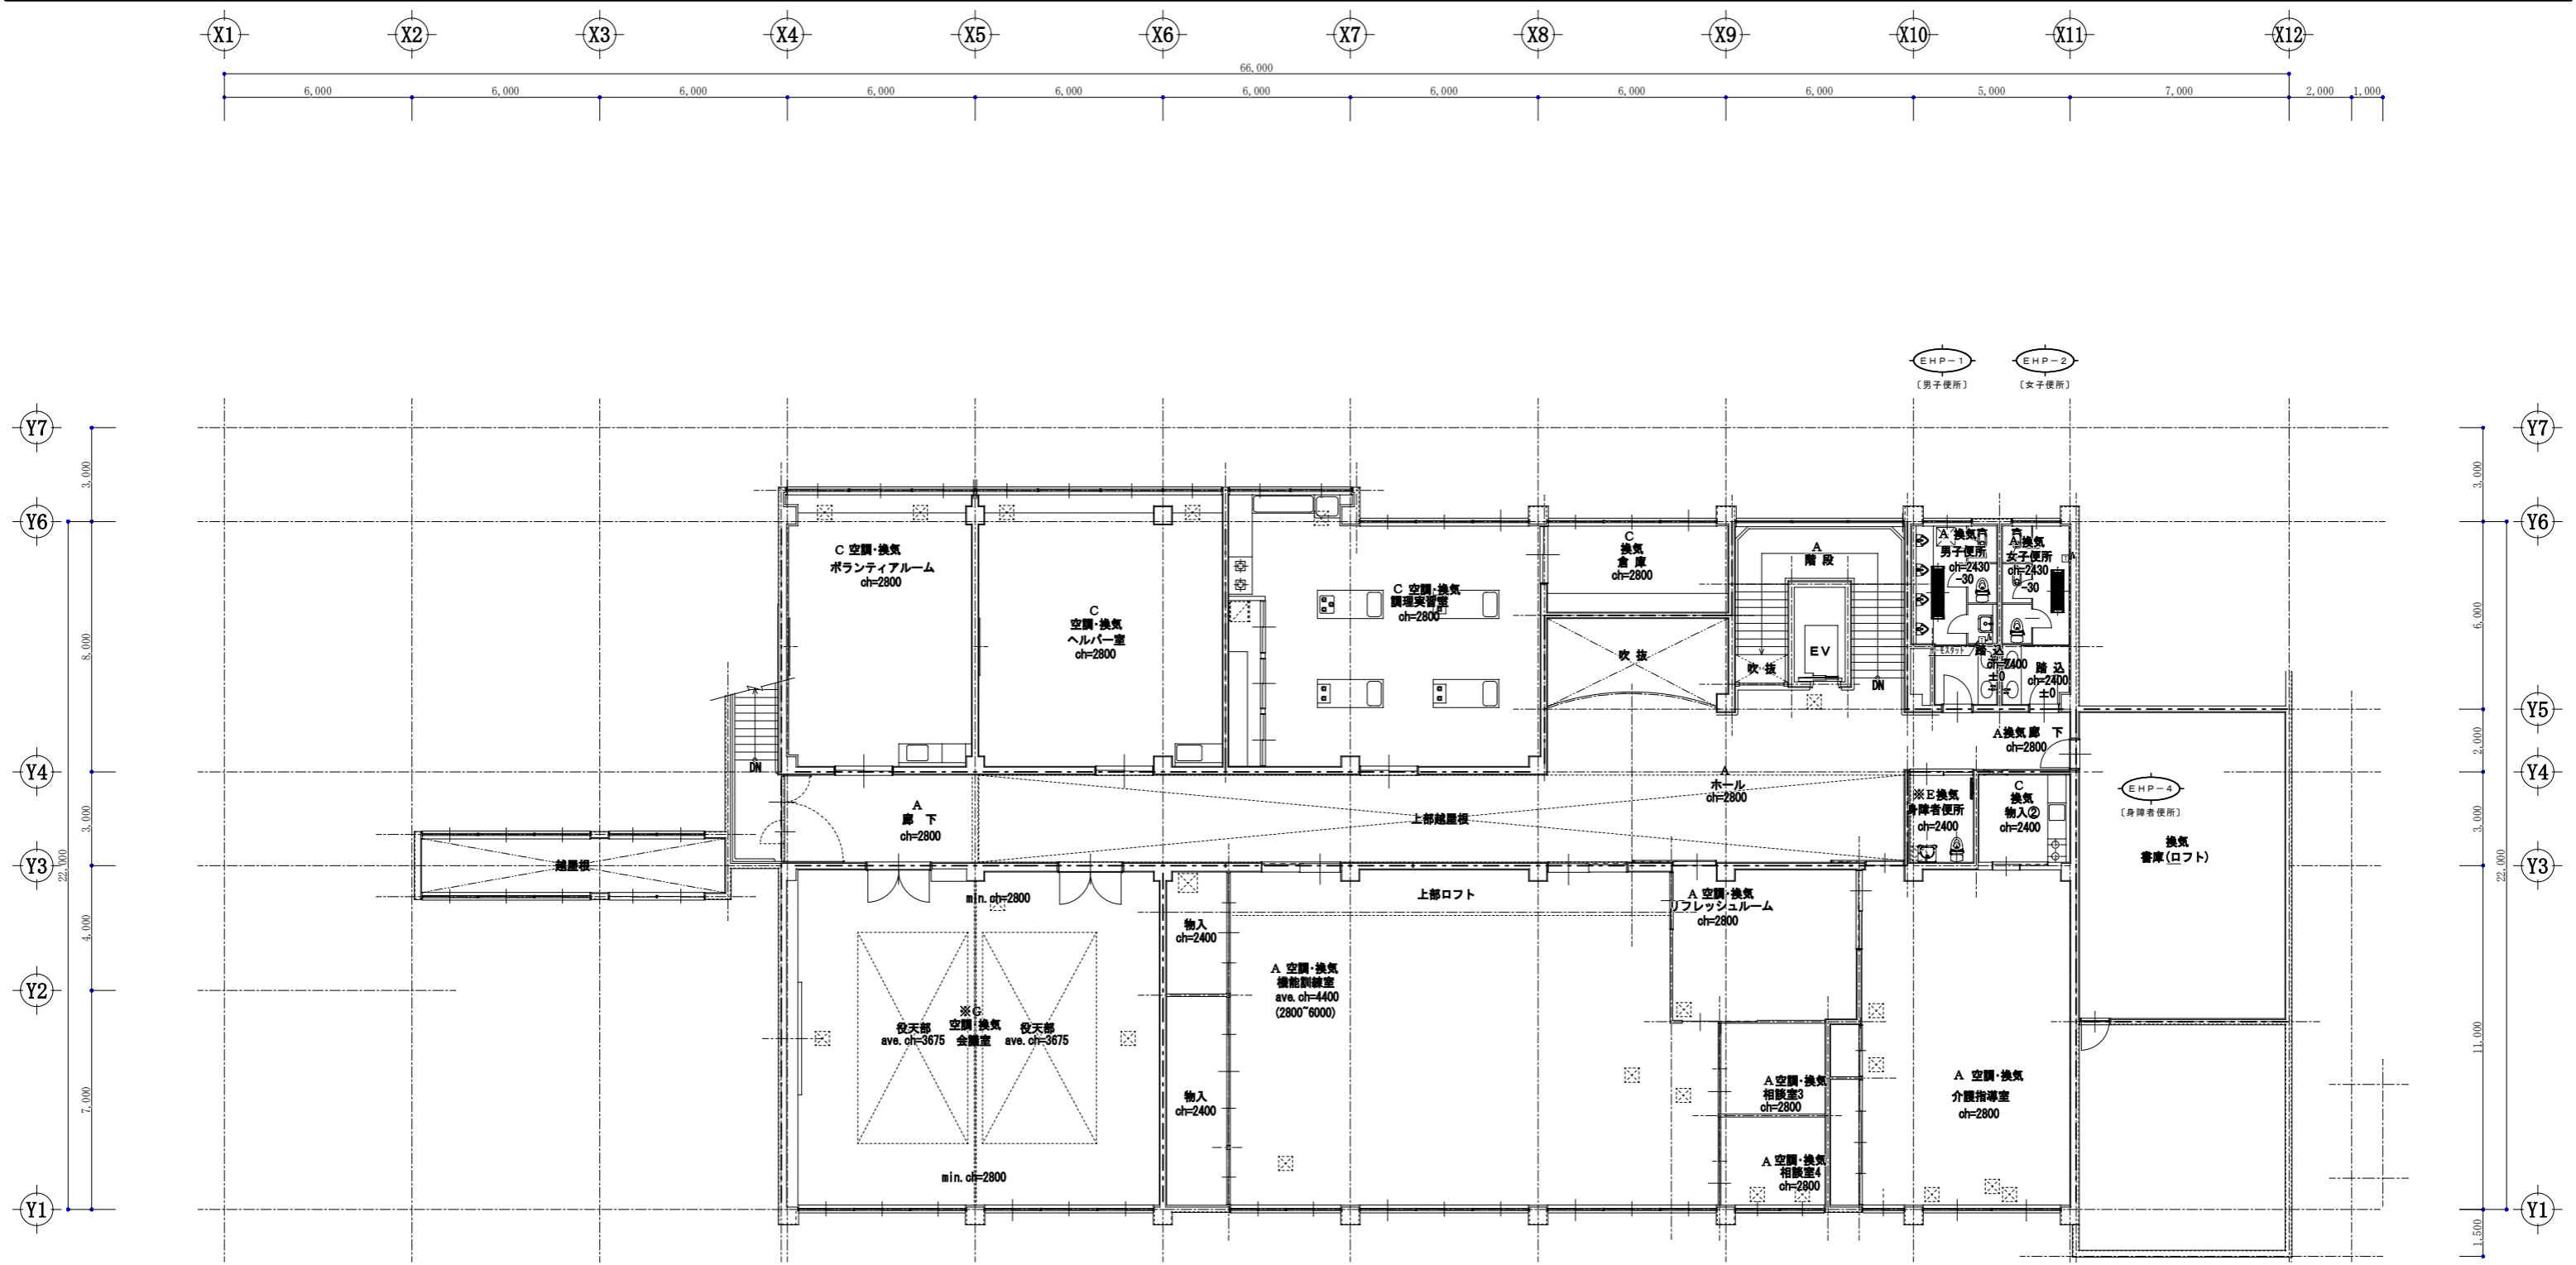 X1 X2 X3 X4 X5 X6 X7 X8 X9 X10 X11 X12
66,000
6,000 6,000 6,000 6,000 6,000 6,000 6,000 6,000 6,000 5,000 7,000 2,000 1,000
EHP-1 EHP-2
〔男子便所〕 〔女子便所〕
Y7 Y7
3,000 3,000
Y6 Y6
C 空調・換気
ボランティアルーム
ch=2800
C
空調・換気
ヘルパー室
ch=2800
C 空調・換気
調理実習室
ch=2800
C
換気
倉庫
ch=2800
A
階段
A 換気
男子便所
ch=2430
-30
A 換気
女子便所
ch=2430
-30
8,000
6,000
吹抜
吹抜
EV
DN
踏込
ch=2400
±0
踏込
ch=2400
±0
Y5
A換気 廊下
ch=2800
2,000
DN
Y4 Y4
A
ホール
ch=2800
A
廊下
ch=2800
上部越屋根
※E換気
身障者便所
ch=2400
C
換気
物入②
ch=2400
EHP-4
〔身障者便所〕
換気
書庫(ロフト)
3,000 3,000
越屋根
Y3 Y3
22,000 22,000
min.ch=2800
上部ロフト
A 空調・換気
リフレッシュルーム
ch=2800
物入
ch=2400
4,000
A 空調・換気
機能訓練室
ave.ch=4400
(2800~6000)
Y2
※G
空調・換気
会議室
役天部
ave.ch=3675
役天部
ave.ch=3675
11,000
7,000
物入
ch=2400
A 空調・換気
相談室3
ch=2800
A 空調・換気
介護指導室
ch=2800
A 空調・換気
相談室4
ch=2800
min.ch=2800
Y1 Y1
1,500